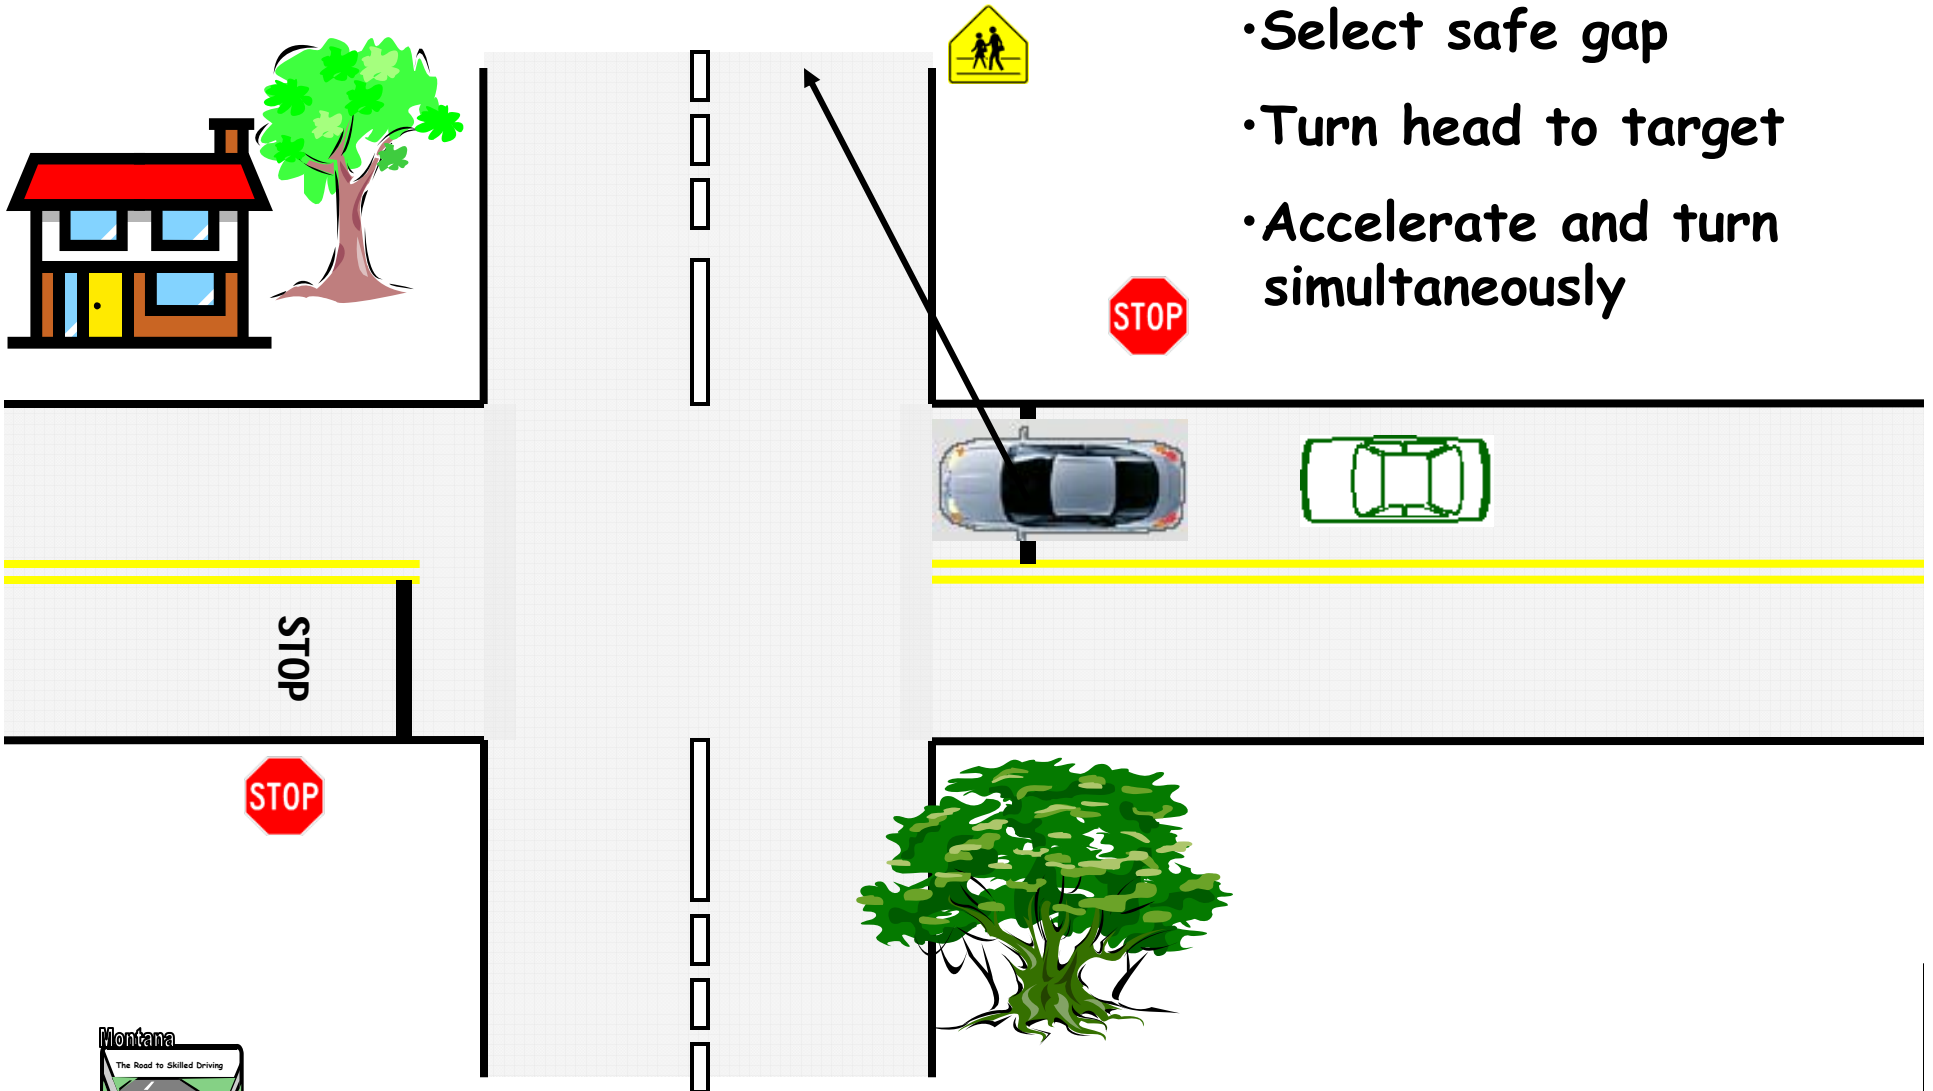 •Select safe gap
•Turn head to target
•Accelerate and turn
simultaneously
STOP
STOP
STOP
Montana
The Road to Skilled Driving